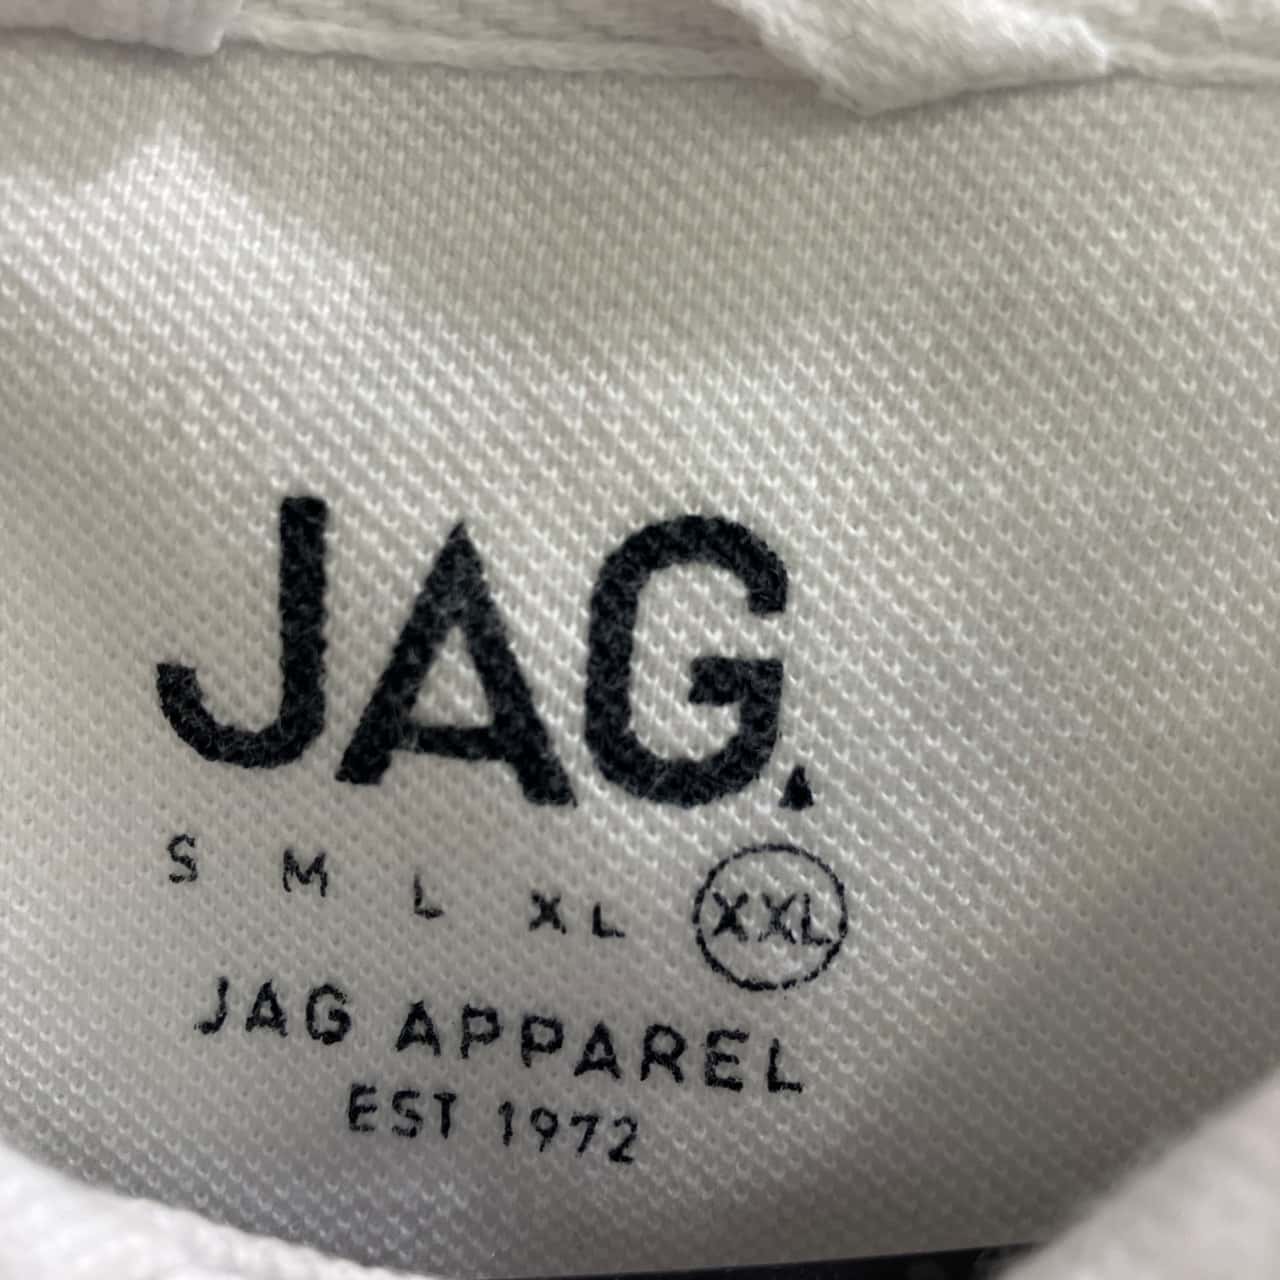 JAG.
S M L XL XXL
JAG APPAREL
EST 1972